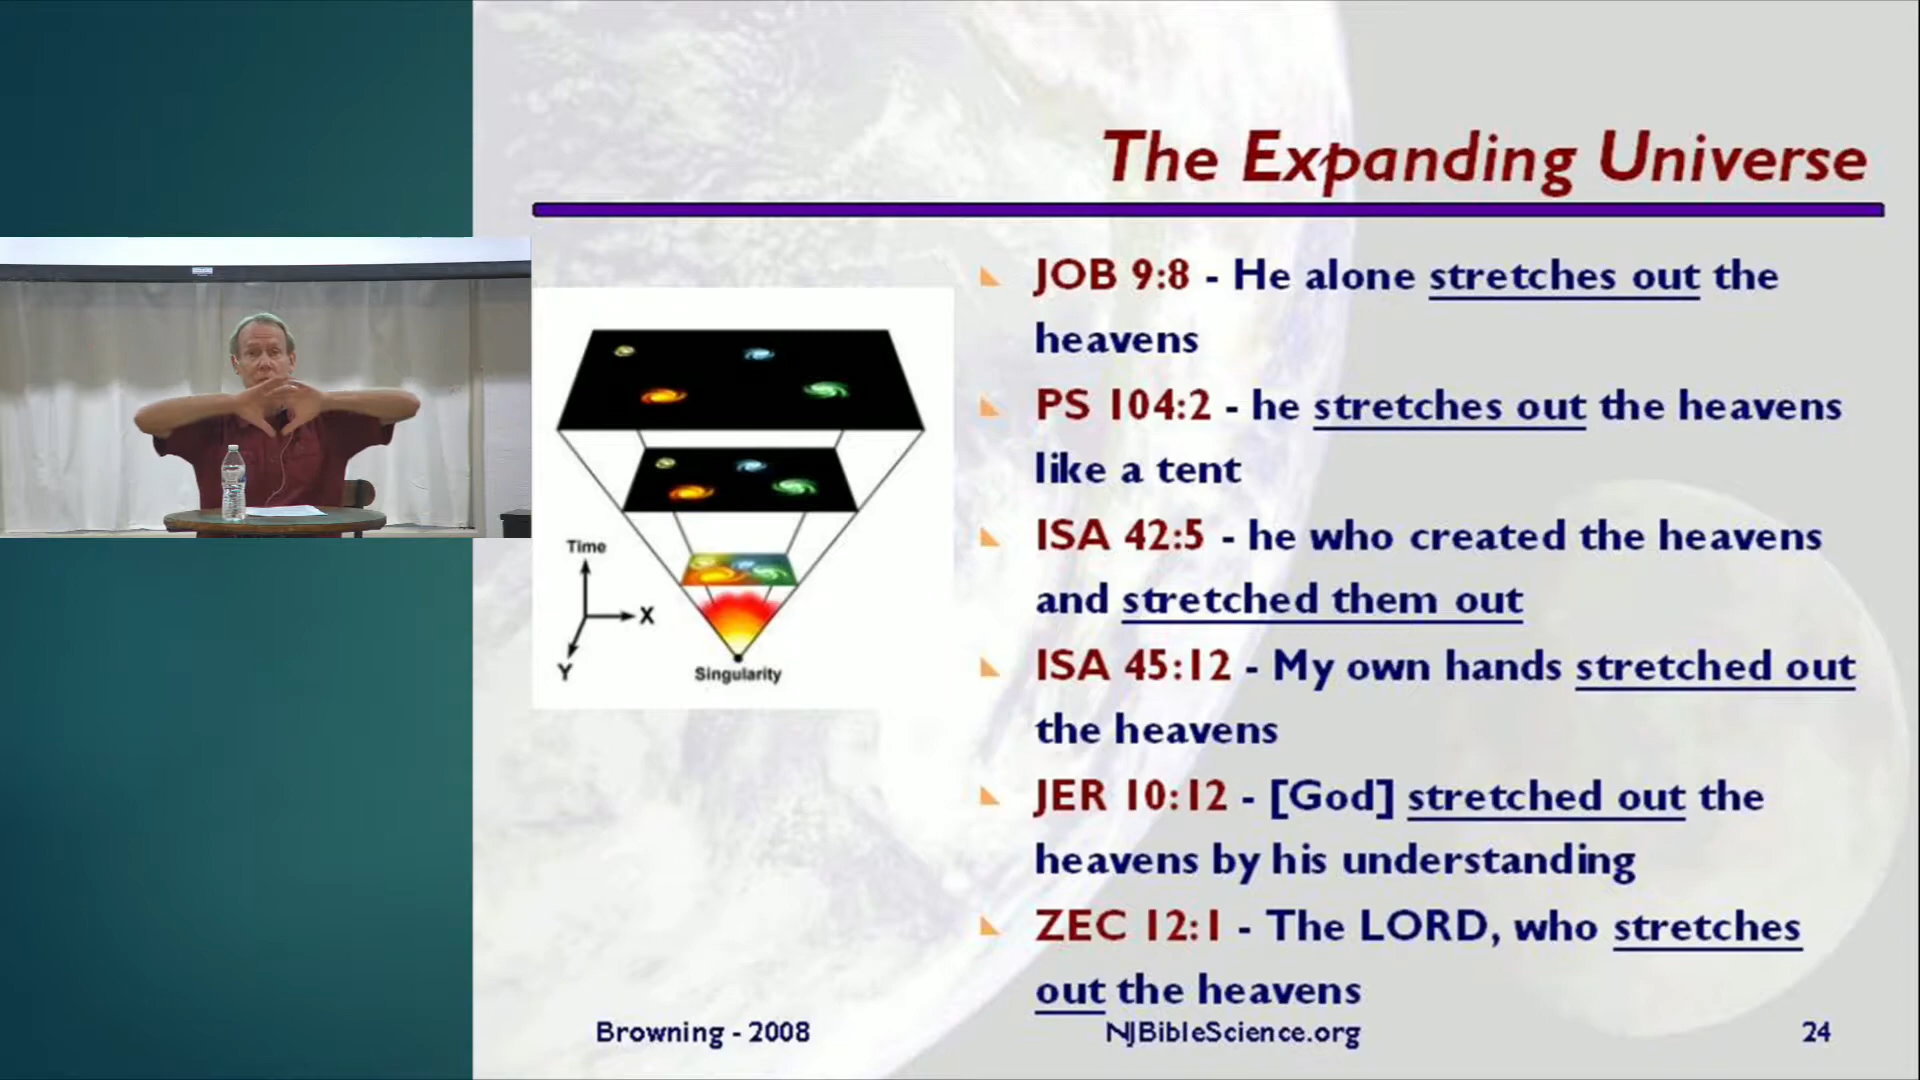 The Expanding Universe
JOB 9:8 - He alone stretches out the
heavens
PS 104:2 - he stretches out the heavens
like a tent
ISA 42:5 - he who created the heavens
and stretched them out
ISA 45:12 - My own hands stretched out
the heavens
JER 10:12 - [God] stretched out the
heavens by his understanding
ZEC 12:1 - The LORD, who stretches
out the heavens
Time
X
Y
Singularity
Browning - 2008
NJBibleScience.org
24